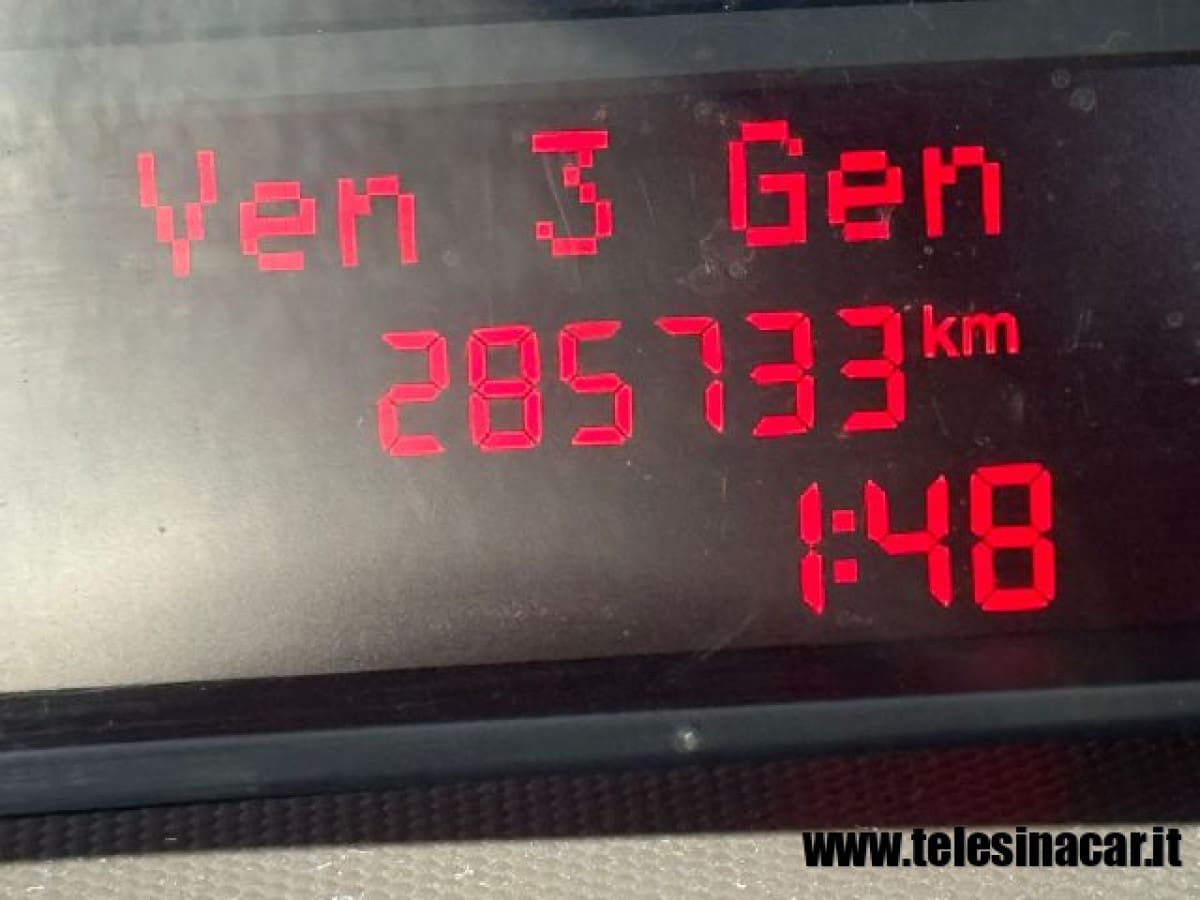 Ven 3 Gen
285733 km
1:48
www.telesinacar.it